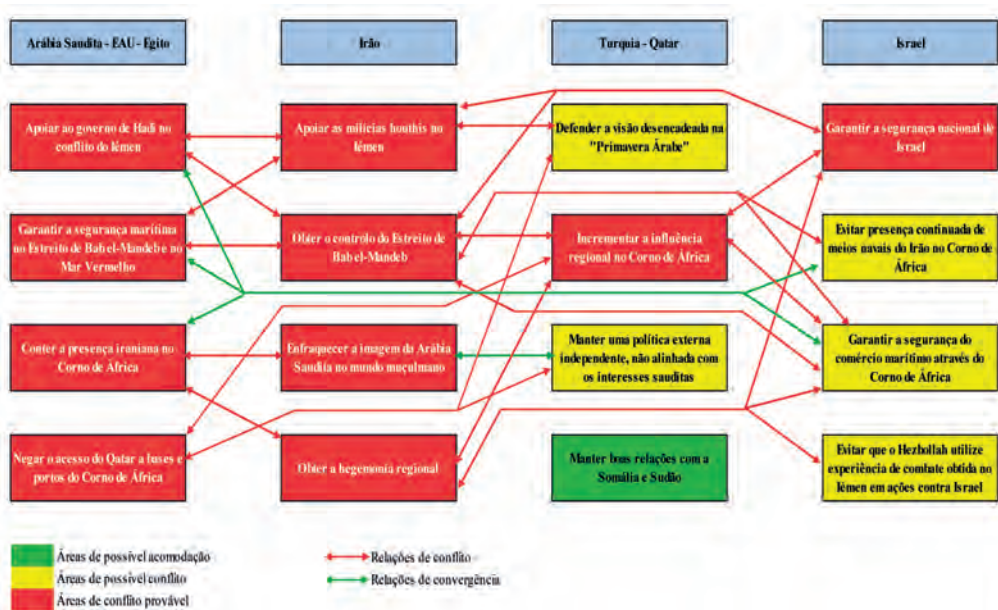 Arábia Saudita - EAU - Egito
Irão
Turquia - Qatar
Israel
Apoiar ao governo de Hadi no
conflito do Iémen
Apoiar as milícias houthis no
Iémen
Defender a visão desencadeada na
"Primavera Árabe"
Garantir a segurança nacional de
Israel
Garantir a segurança marítima
no Estreito de Babel-Mandeb e no
Mar Vermelho
Obter o controlo do Estreito de
Babel-Mandeb
Incrementar a influência
regional no Corno de África
Evitar presença continuada de
meios navais do Irão no Corno de
África
Conter a presença iraniana no
Corno de África
Enfraquecer a imagem da Arábia
Saudita no mundo muçulmano
Manter uma política externa
independente, não alinhada com
os interesses sauditas
Garantir a segurança do
comércio marítimo através do
Corno de África
Negar o acesso do Qatar a bases e
portos do Corno de África
Obter a hegemonia regional
Manter boas relações com a
Somália e Sudão
Evitar que o Hezbollah utilize
experiência de combate obtida no
Iémen em ações contra Israel
Áreas de possível acomodação
Áreas de possível conflito
Áreas de conflito provável
Relações de conflito
Relações de convergência